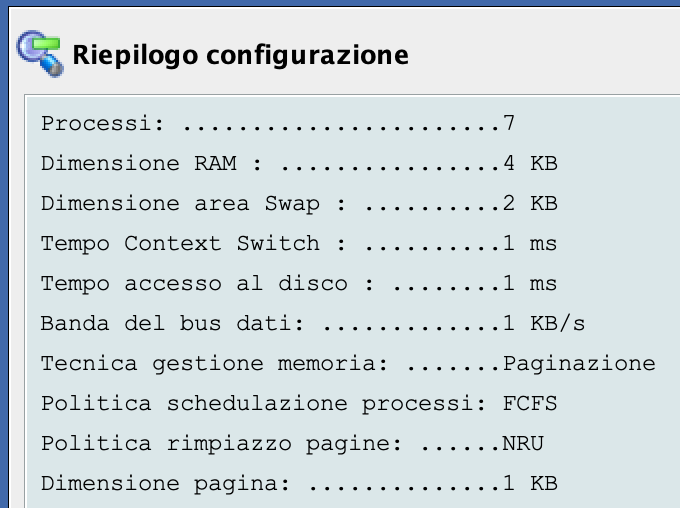 Riepilogo configurazione
Processi: .......................7
Dimensione RAM : ................4 KB
Dimensione area Swap : ..........2 KB
Tempo Context Switch : ..........1 ms
Tempo accesso al disco : ........1 ms
Banda del bus dati: .............1 KB/s
Tecnica gestione memoria: .......Paginazione
Politica schedulazione processi: FCFS
Politica rimpiazzo pagine: ......NRU
Dimensione pagina: ..............1 KB